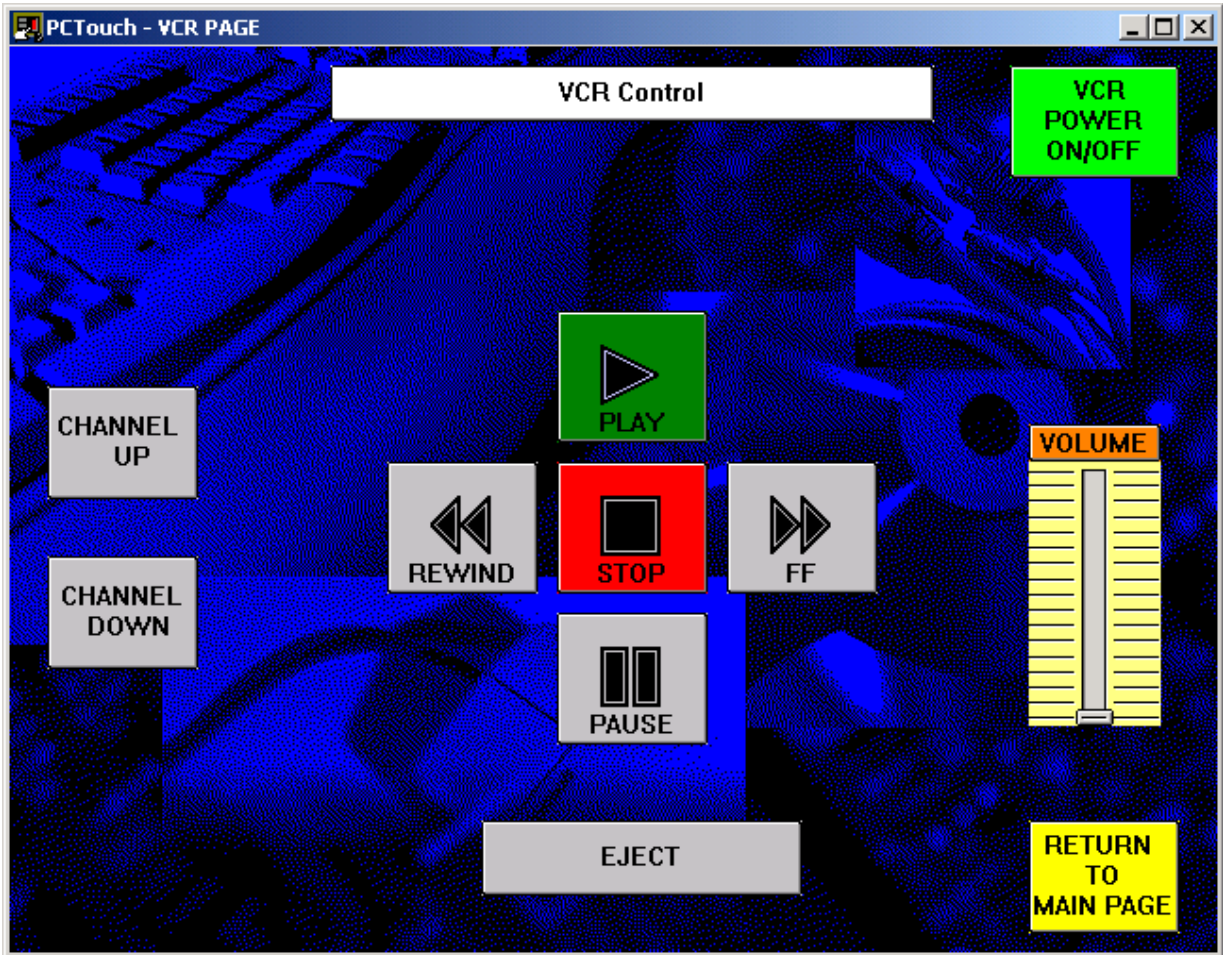 PCTouch - VCR PAGE
VCR Control
VCR
POWER
ON/OFF
PLAY
CHANNEL
UP
VOLUME
REWIND
STOP
FF
CHANNEL
DOWN
PAUSE
EJECT
RETURN
TO
MAIN PAGE